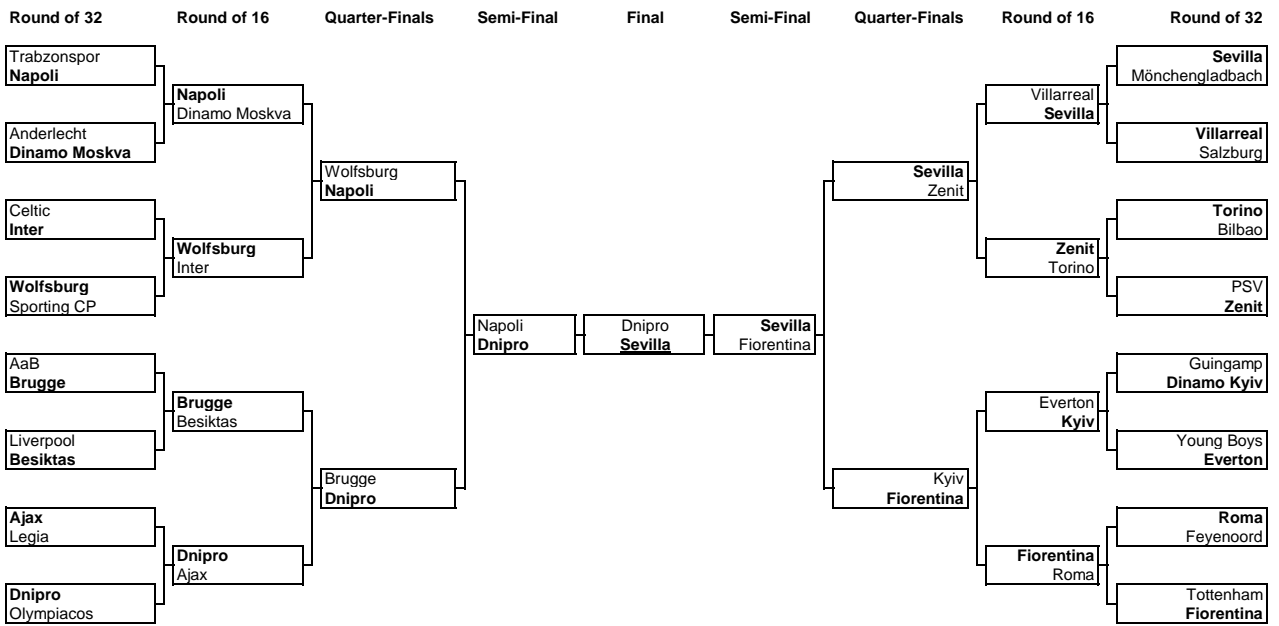 Round of 32
Round of 16
Quarter-Finals
Semi-Final
Final
Semi-Final
Quarter-Finals
Round of 16
Round of 32
Trabzonspor
Napoli
Anderlecht
Dinamo Moskva
Celtic
Inter
Wolfsburg
Sporting CP
AaB
Brugge
Liverpool
Besiktas
Ajax
Legia
Dnipro
Olympiacos
Napoli
Dinamo Moskva
Wolfsburg
Inter
Brugge
Besiktas
Dnipro
Ajax
Wolfsburg
Napoli
Brugge
Dnipro
Napoli
Dnipro
Dnipro
Sevilla
Sevilla
Fiorentina
Sevilla
Zenit
Kyiv
Fiorentina
Villarreal
Sevilla
Zenit
Torino
Everton
Kyiv
Fiorentina
Roma
Sevilla
Mönchengladbach
Villarreal
Salzburg
Torino
Bilbao
PSV
Zenit
Guingamp
Dinamo Kyiv
Young Boys
Everton
Roma
Feyenoord
Tottenham
Fiorentina